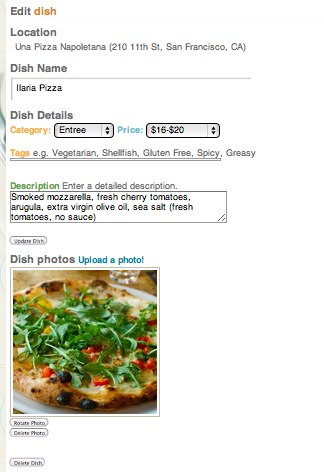 Edit dish
Location
Una Pizza Napoletana (210 11th St, San Francisco, CA)
Dish Name
Ilaria Pizza
Dish Details
Category: Entree Price: $16-$20
Tags e.g. Vegetarian, Shellfish, Gluten Free, Spicy, Greasy
Description Enter a detailed description.
Smoked mozzarella, fresh cherry tomatoes,
arugula, extra virgin olive oil, sea salt (fresh
tomatoes, no sauce)
Update Dish
Dish photos Upload a photo!
Rotate Photo
Delete Photo
Delete Dish